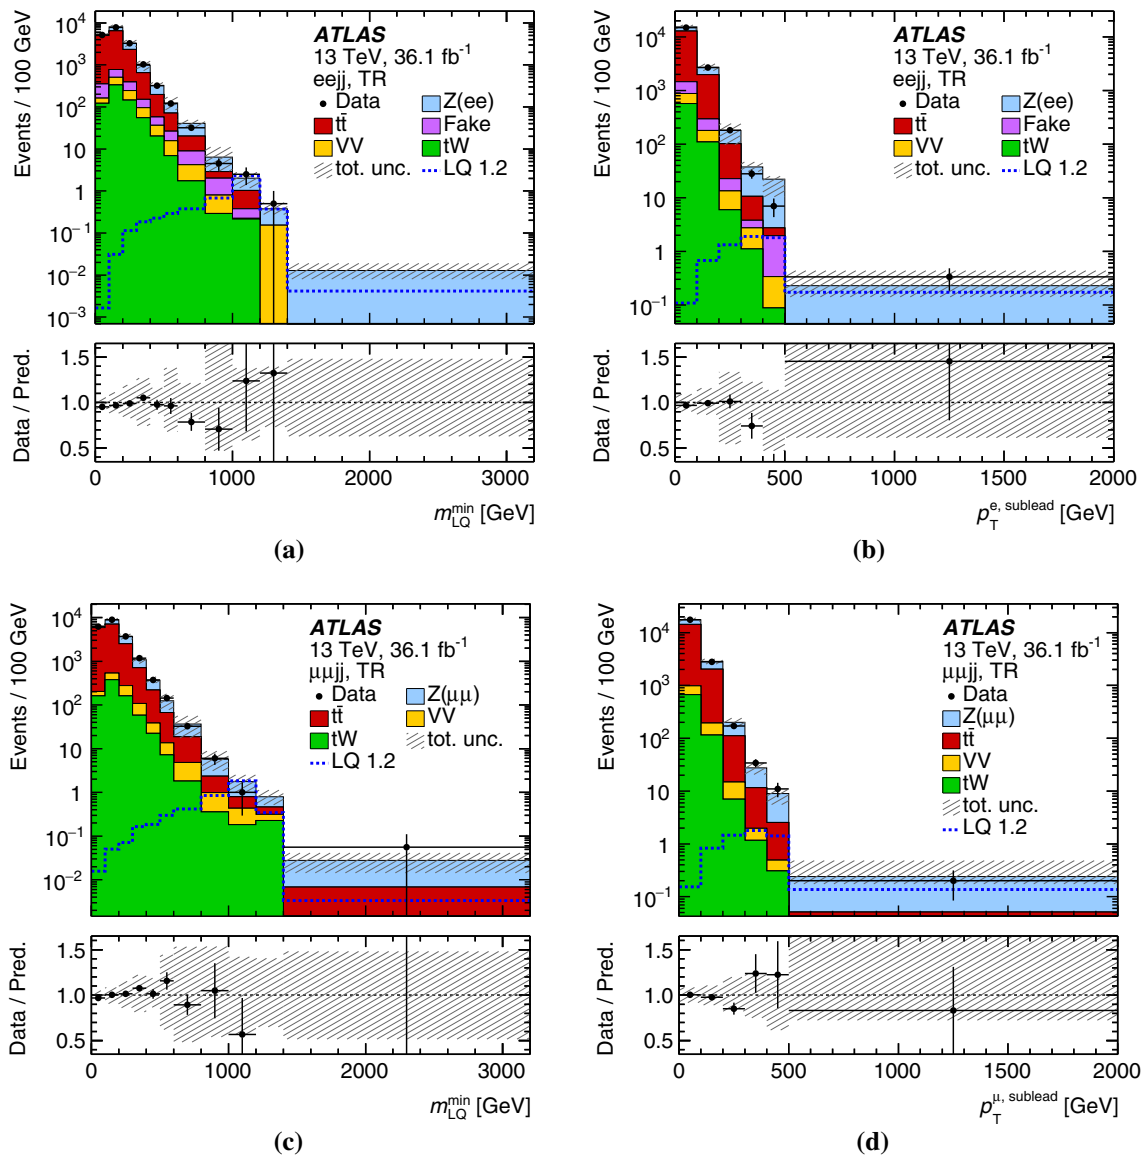 Events / 100 GeV
10⁴
10³
10²
10
1
10⁻¹
10⁻²
10⁻³
ATLAS
13 TeV, 36.1 fb⁻¹
eejj, TR
Data
Z(ee)
tt̄
Fake
VV
tW
tot. unc.
LQ 1.2
Data / Pred.
1.5
1.0
0.5
0 1000 2000 3000
m_LQ^min [GeV]
(a)
Events / 100 GeV
10⁴
10³
10²
10
1
10⁻¹
ATLAS
13 TeV, 36.1 fb⁻¹
eejj, TR
Data
Z(ee)
tt̄
Fake
VV
tW
tot. unc.
LQ 1.2
Data / Pred.
1.5
1.0
0.5
0 500 1000 1500 2000
p_T^e, sublead [GeV]
(b)
Events / 100 GeV
10⁴
10³
10²
10
1
10⁻¹
10⁻²
ATLAS
13 TeV, 36.1 fb⁻¹
μμjj, TR
Data
Z(μμ)
tt̄
VV
tW
tot. unc.
LQ 1.2
Data / Pred.
1.5
1.0
0.5
0 1000 2000 3000
m_LQ^min [GeV]
(c)
Events / 100 GeV
10⁴
10³
10²
10
1
10⁻¹
ATLAS
13 TeV, 36.1 fb⁻¹
μμjj, TR
Data
Z(μμ)
tt̄
VV
tW
tot. unc.
LQ 1.2
Data / Pred.
1.5
1.0
0.5
0 500 1000 1500 2000
p_T^μ, sublead [GeV]
(d)